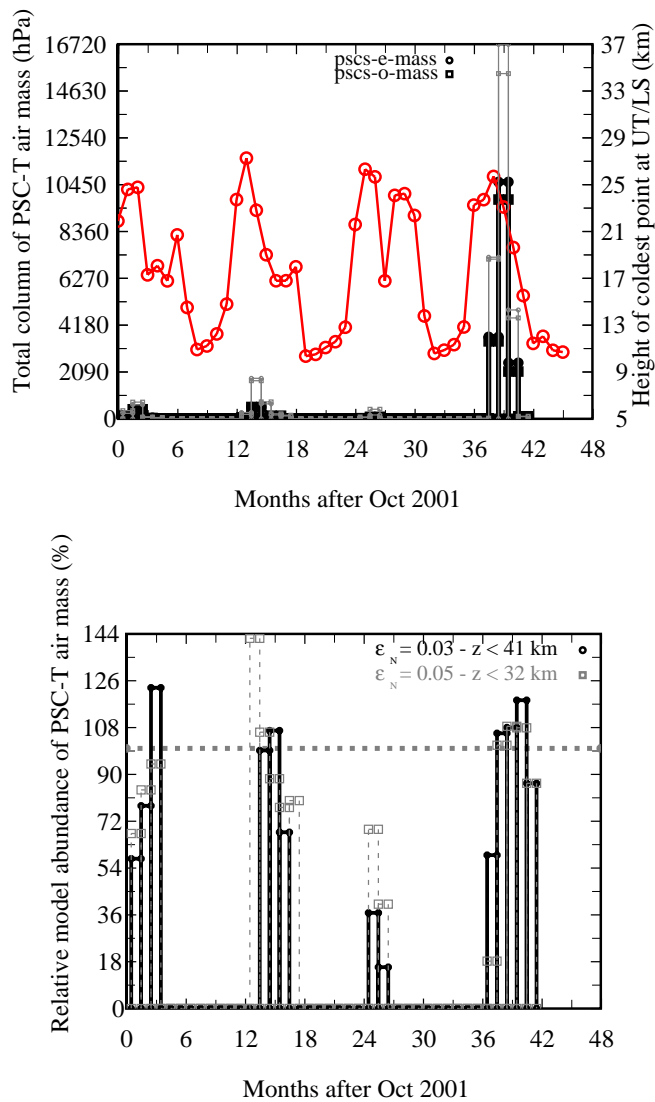 Total column of PSC-T air mass (hPa)
16720
14630
12540
10450
8360
6270
4180
2090
0
pscs-e-mass
pscs-o-mass
37
34
29
25
21
17
13
9
5
Height of coldest point at UT/LS (km)
0 6 12 18 24 30 36 42 48
Months after Oct 2001
Relative model abundance of PSC-T air mass (%)
144
126
108
90
72
54
36
18
0
ε N = 0.03 - z < 41 km
ε N = 0.05 - z < 32 km
0 6 12 18 24 30 36 42 48
Months after Oct 2001